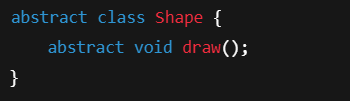 abstract class Shape {
    abstract void draw();
}